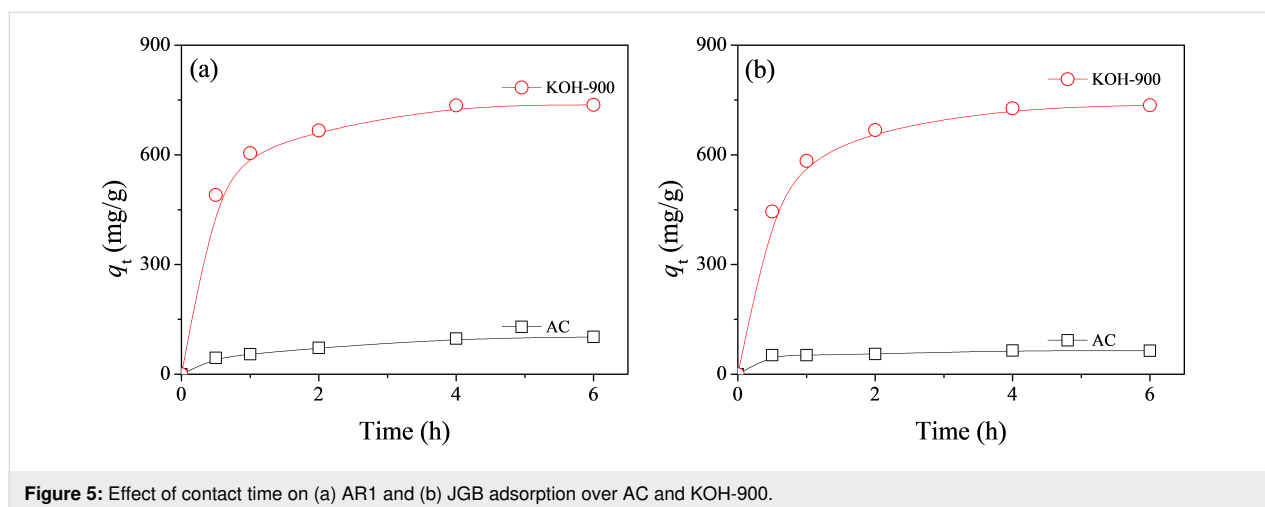 (a)
KOH-900
AC
900
600
300
0
0 2 4 6
qt (mg/g)
Time (h)
(b)
KOH-900
AC
900
600
300
0
0 2 4 6
qt (mg/g)
Time (h)
Figure 5: Effect of contact time on (a) AR1 and (b) JGB adsorption over AC and KOH-900.